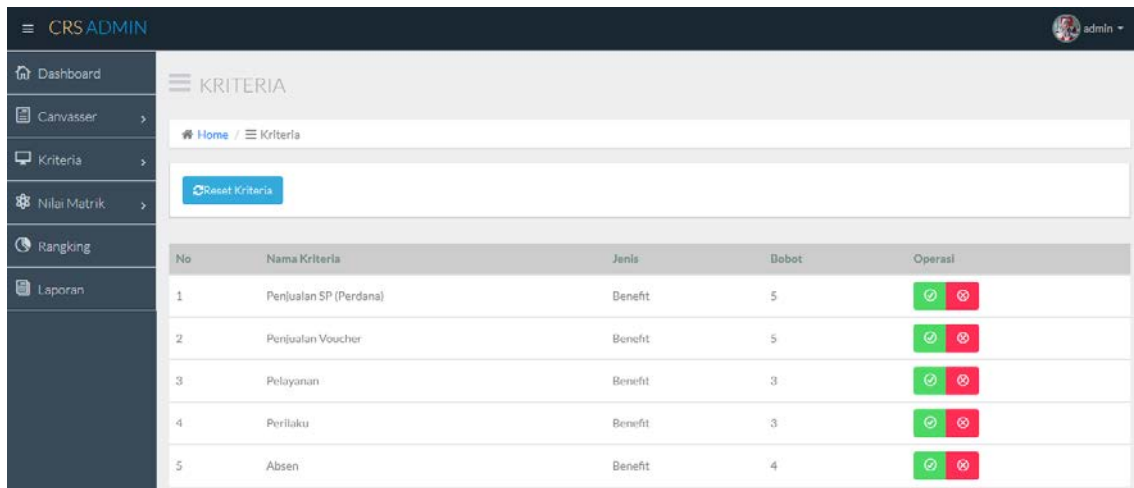 CRS ADMIN
admin
Dashboard
Canvasser
Kriteria
Nilai Matrik
Rangking
Laporan
KRITERIA
Home / Kriteria
Reset Kriteria
No Nama Kriteria Jenis Bobot Operasi
1 Penjualan SP (Perdana) Benefit 5
2 Penjualan Voucher Benefit 5
3 Pelayanan Benefit 3
4 Perilaku Benefit 3
5 Absen Benefit 4